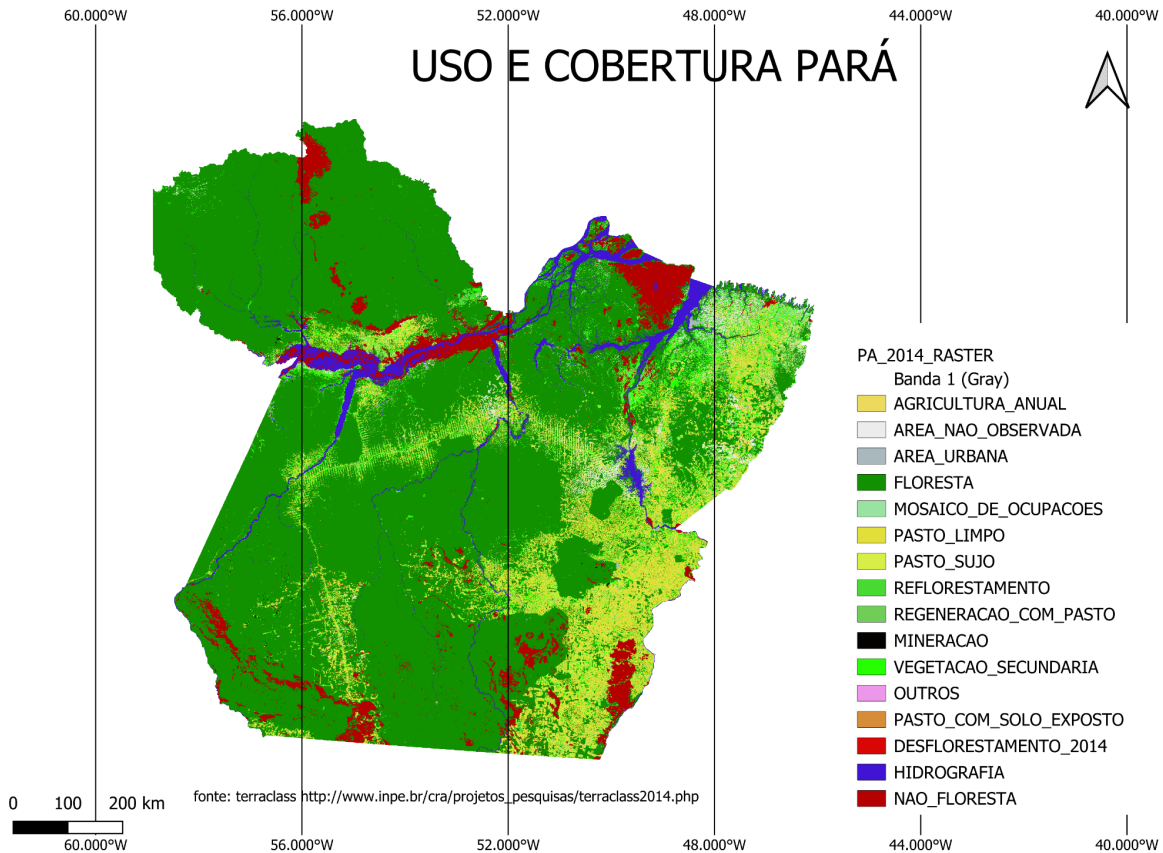 60.000°W 56.000°W 52.000°W 48.000°W 44.000°W 40.000°W
USO E COBERTURA PARÁ
PA_2014_RASTER
Banda 1 (Gray)
AGRICULTURA_ANUAL
AREA_NAO_OBSERVADA
AREA_URBANA
FLORESTA
MOSAICO_DE_OCUPACOES
PASTO_LIMPO
PASTO_SUJO
REFLORESTAMENTO
REGENERACAO_COM_PASTO
MINERACAO
VEGETACAO_SECUNDARIA
OUTROS
PASTO_COM_SOLO_EXPOSTO
DESFLORESTAMENTO_2014
HIDROGRAFIA
NAO_FLORESTA
0 100 200 km
fonte: terraclass http://www.inpe.br/cra/projetos_pesquisas/terraclass2014.php
60.000°W 56.000°W 52.000°W 48.000°W 44.000°W 40.000°W